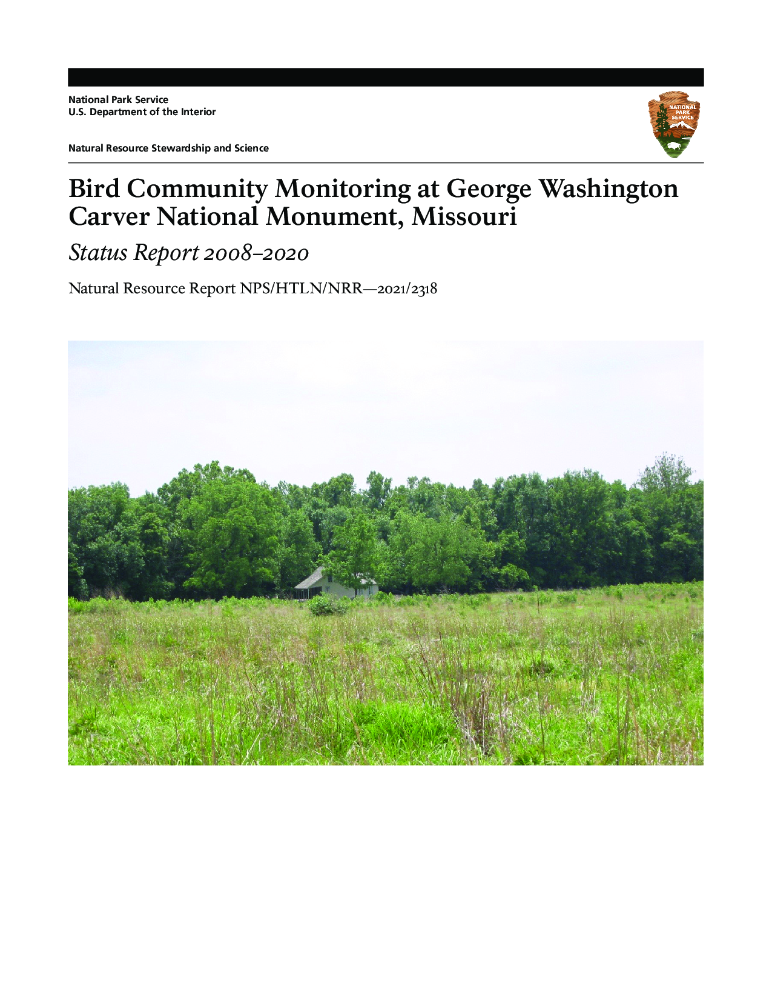 National Park Service
U.S. Department of the Interior
NATIONAL
PARK
SERVICE
Natural Resource Stewardship and Science
Bird Community Monitoring at George Washington
Carver National Monument, Missouri
Status Report 2008–2020
Natural Resource Report NPS/HTLN/NRR—2021/2318